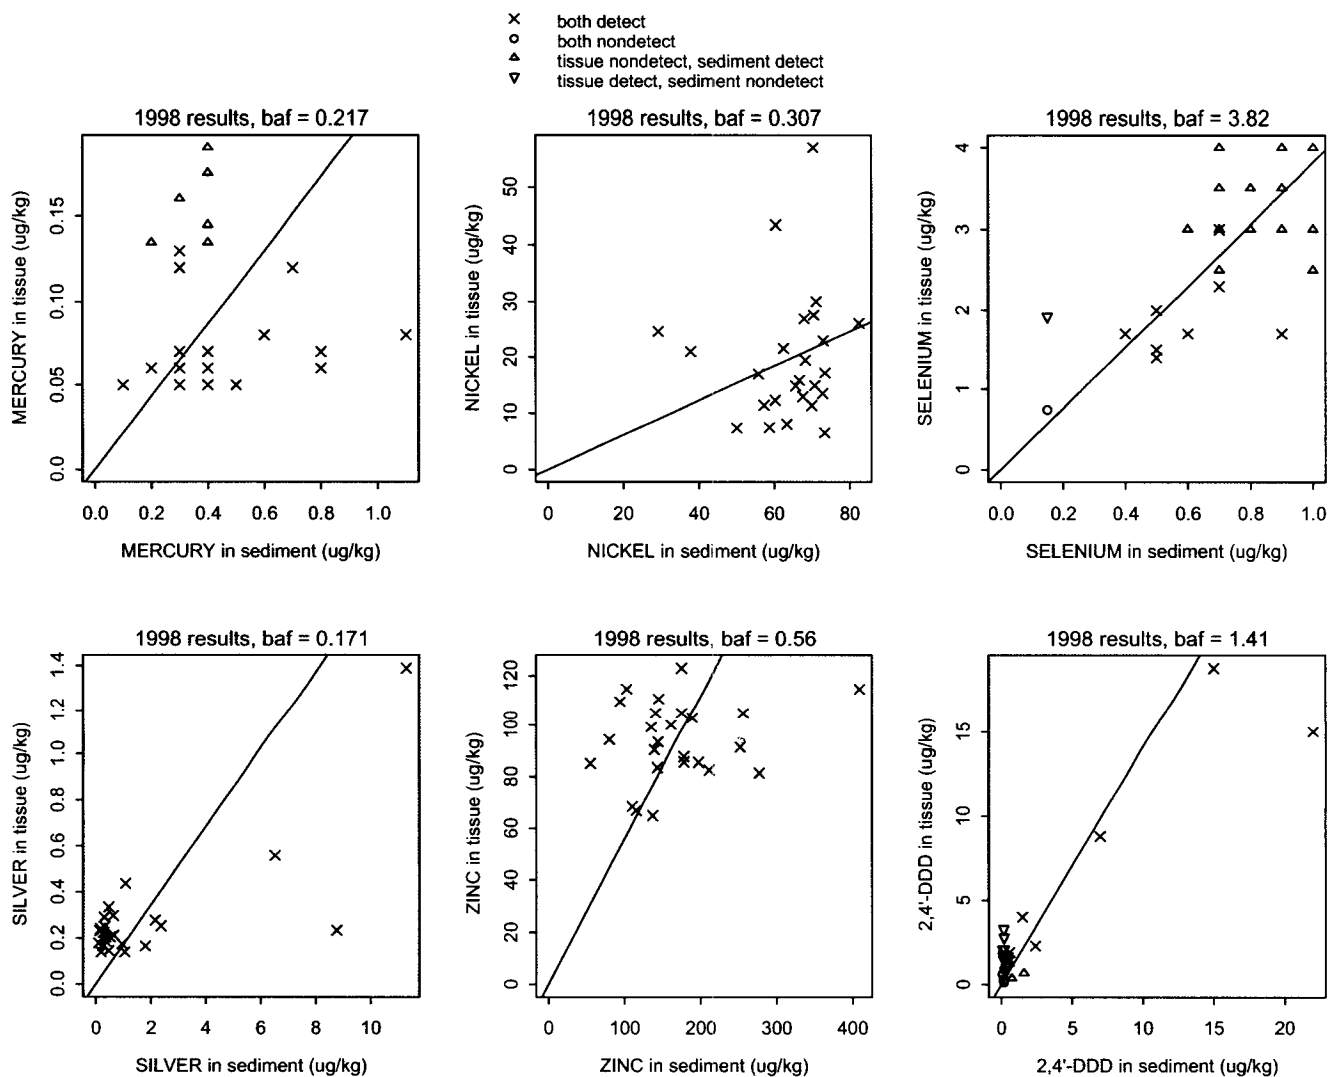 both detect
both nondetect
tissue nondetect, sediment detect
tissue detect, sediment nondetect
1998 results, baf = 0.217
MERCURY in tissue (ug/kg)
0.0 0.05 0.10 0.15
0.0 0.2 0.4 0.6 0.8 1.0
MERCURY in sediment (ug/kg)
1998 results, baf = 0.307
NICKEL in tissue (ug/kg)
0 10 20 30 40 50
0 20 40 60 80
NICKEL in sediment (ug/kg)
1998 results, baf = 3.82
SELENIUM in tissue (ug/kg)
0 1 2 3 4
0.0 0.2 0.4 0.6 0.8 1.0
SELENIUM in sediment (ug/kg)
1998 results, baf = 0.171
SILVER in tissue (ug/kg)
0.0 0.2 0.4 0.6 0.8 1.0 1.2 1.4
0 2 4 6 8 10
SILVER in sediment (ug/kg)
1998 results, baf = 0.56
ZINC in tissue (ug/kg)
0 20 40 60 80 100 120
0 100 200 300 400
ZINC in sediment (ug/kg)
1998 results, baf = 1.41
2,4'-DDD in tissue (ug/kg)
0 5 10 15
0 5 10 15 20
2,4'-DDD in sediment (ug/kg)